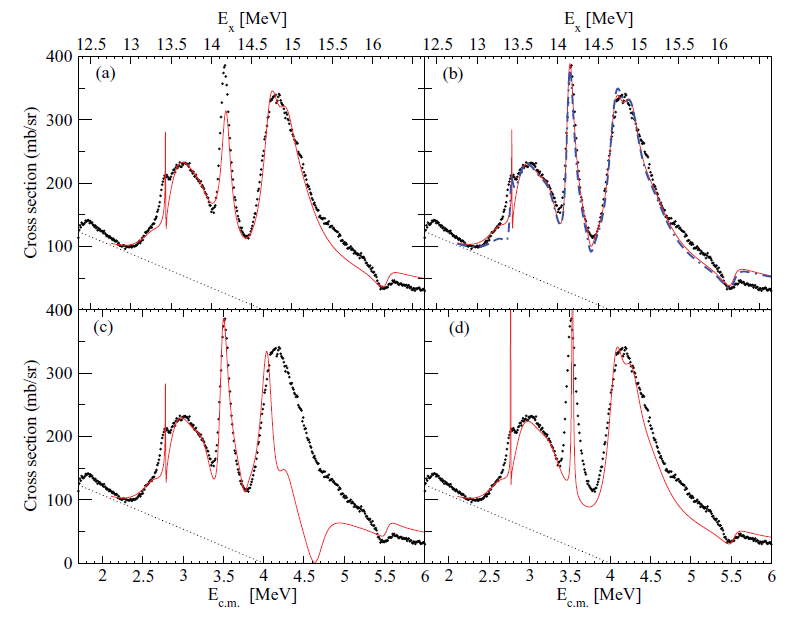 E_x [MeV] E_x [MeV]
12.5 13 13.5 14 14.5 15 15.5 16 12.5 13 13.5 14 14.5 15 15.5 16
400 (a) (b)
300
200
100
Cross section (mb/sr)
400 (c) (d)
300
200
100
0
Cross section (mb/sr)
2 2.5 3 3.5 4 4.5 5 5.5 6 2 2.5 3 3.5 4 4.5 5 5.5 6
E_c.m. [MeV] E_c.m. [MeV]